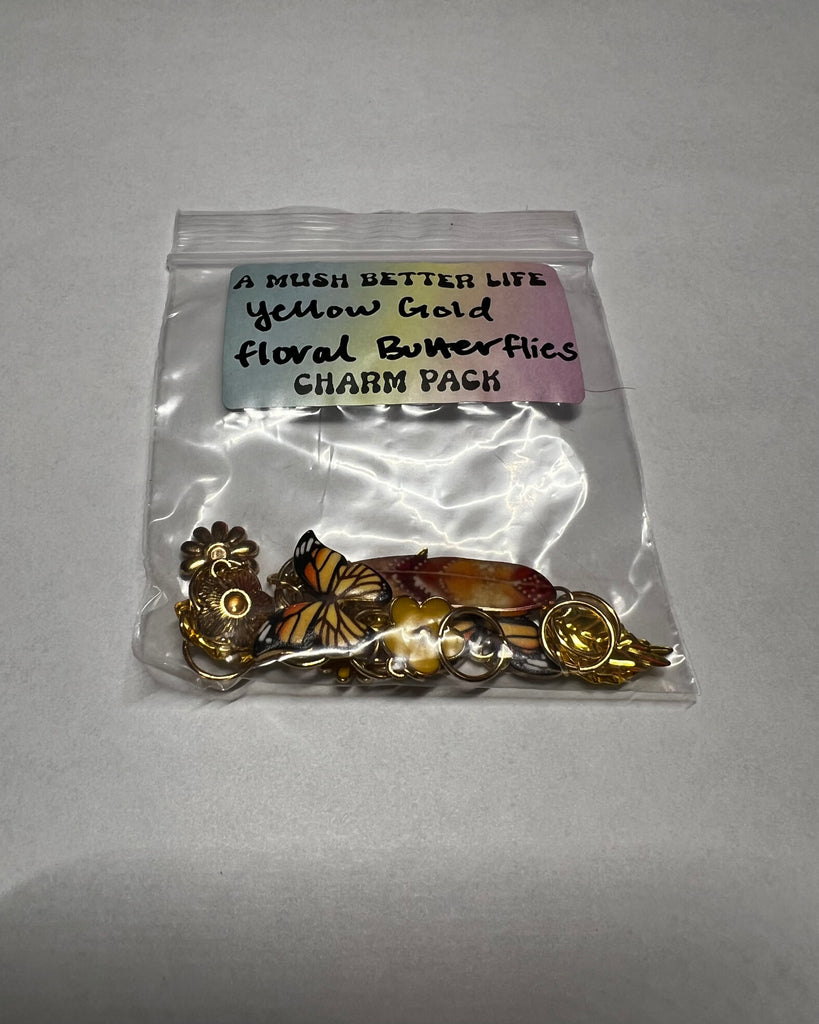 A MUSH BETTER LIFE
Yellow Gold
floral Butterflies
CHARM PACK